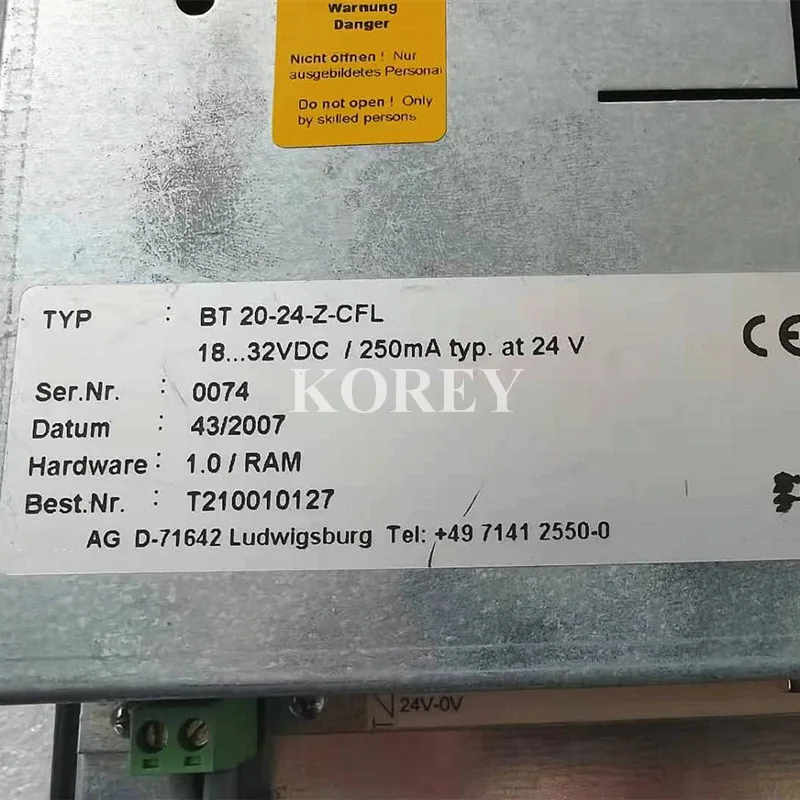 Warnung
Danger
Nicht öffnen ! Nur
ausgebildetes Personal
Do not open ! Only
by skilled persons
TYP : BT 20-24-Z-CFL
18...32VDC / 250mA typ. at 24 V
CE
KOREY
Ser.Nr. : 0074
Datum : 43/2007
Hardware : 1.0 / RAM
Best.Nr. : T210010127
AG D-71642 Ludwigsburg Tel: +49 7141 2550-0
24V-0V